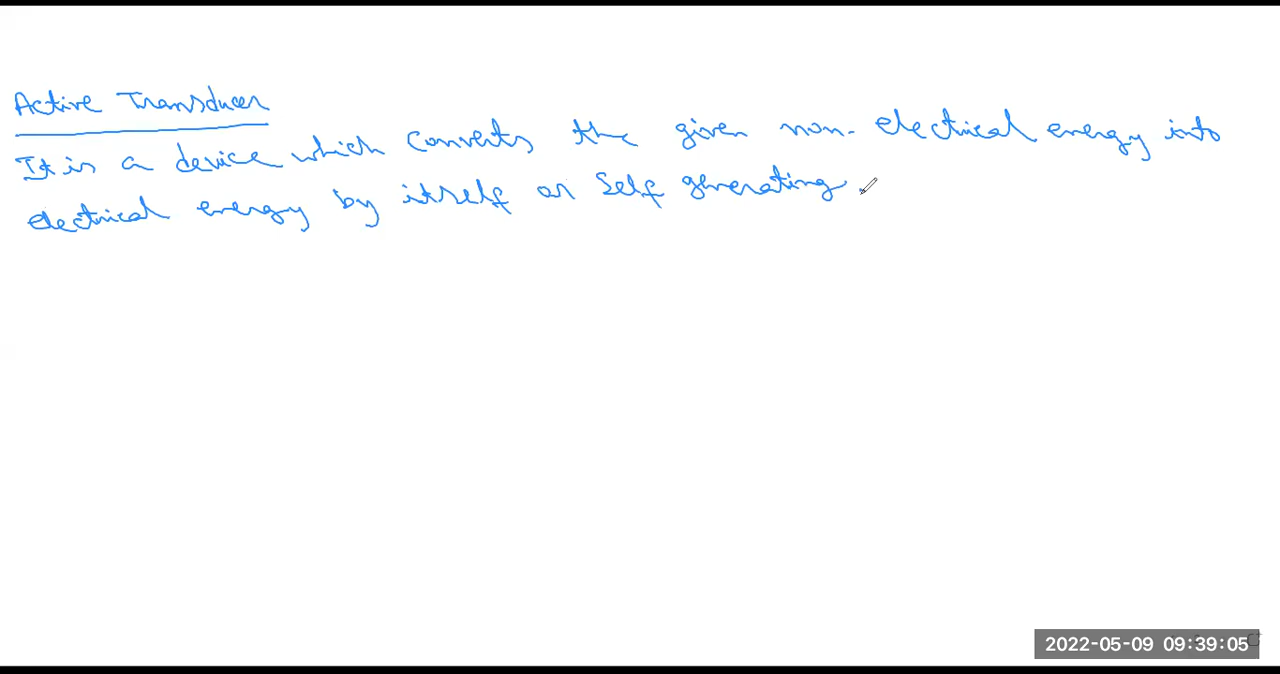 Active Transducer
It is a device which converts the given non-electrical energy into
electrical energy by itself or Self generating
2022-05-09 09:39:05